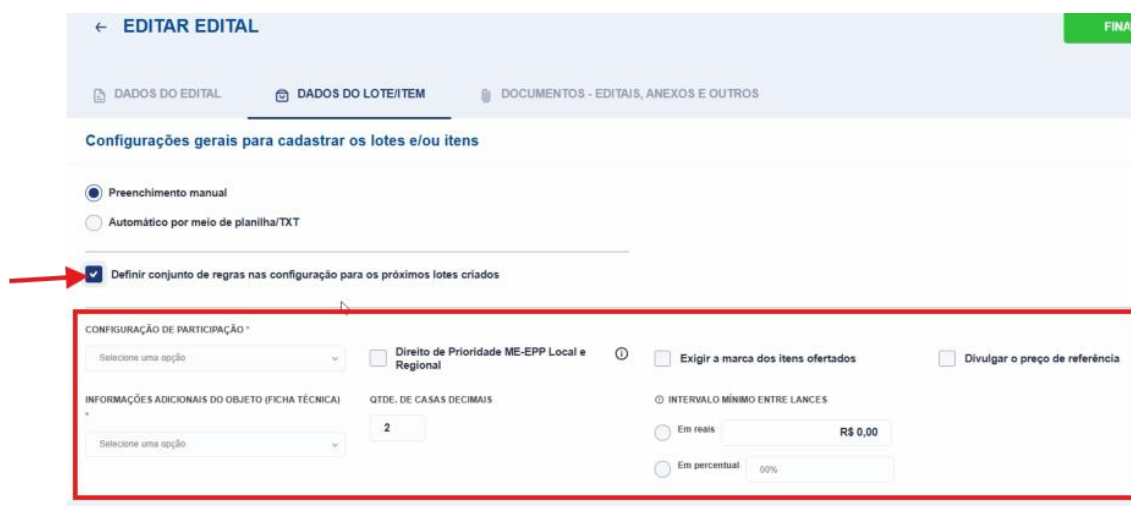 ← EDITAR EDITAL
DADOS DO EDITAL
DADOS DO LOTE/ITEM
DOCUMENTOS - EDITAIS, ANEXOS E OUTROS
Configurações gerais para cadastrar os lotes e/ou itens
Preenchimento manual
Automático por meio de planilha/TXT
Definir conjunto de regras nas configuração para os próximos lotes criados
CONFIGURAÇÃO DE PARTICIPAÇÃO *
Selecione uma opção
Direito de Prioridade ME-EPP Local e
Regional
Exigir a marca dos itens ofertados
Divulgar o preço de referência
INFORMAÇÕES ADICIONAIS DO OBJETO (FICHA TÉCNICA)
*
Selecione uma opção
QTDE. DE CASAS DECIMAIS
2
INTERVALO MÍNIMO ENTRE LANCES
Em reais
R$ 0,00
Em percentual
00%